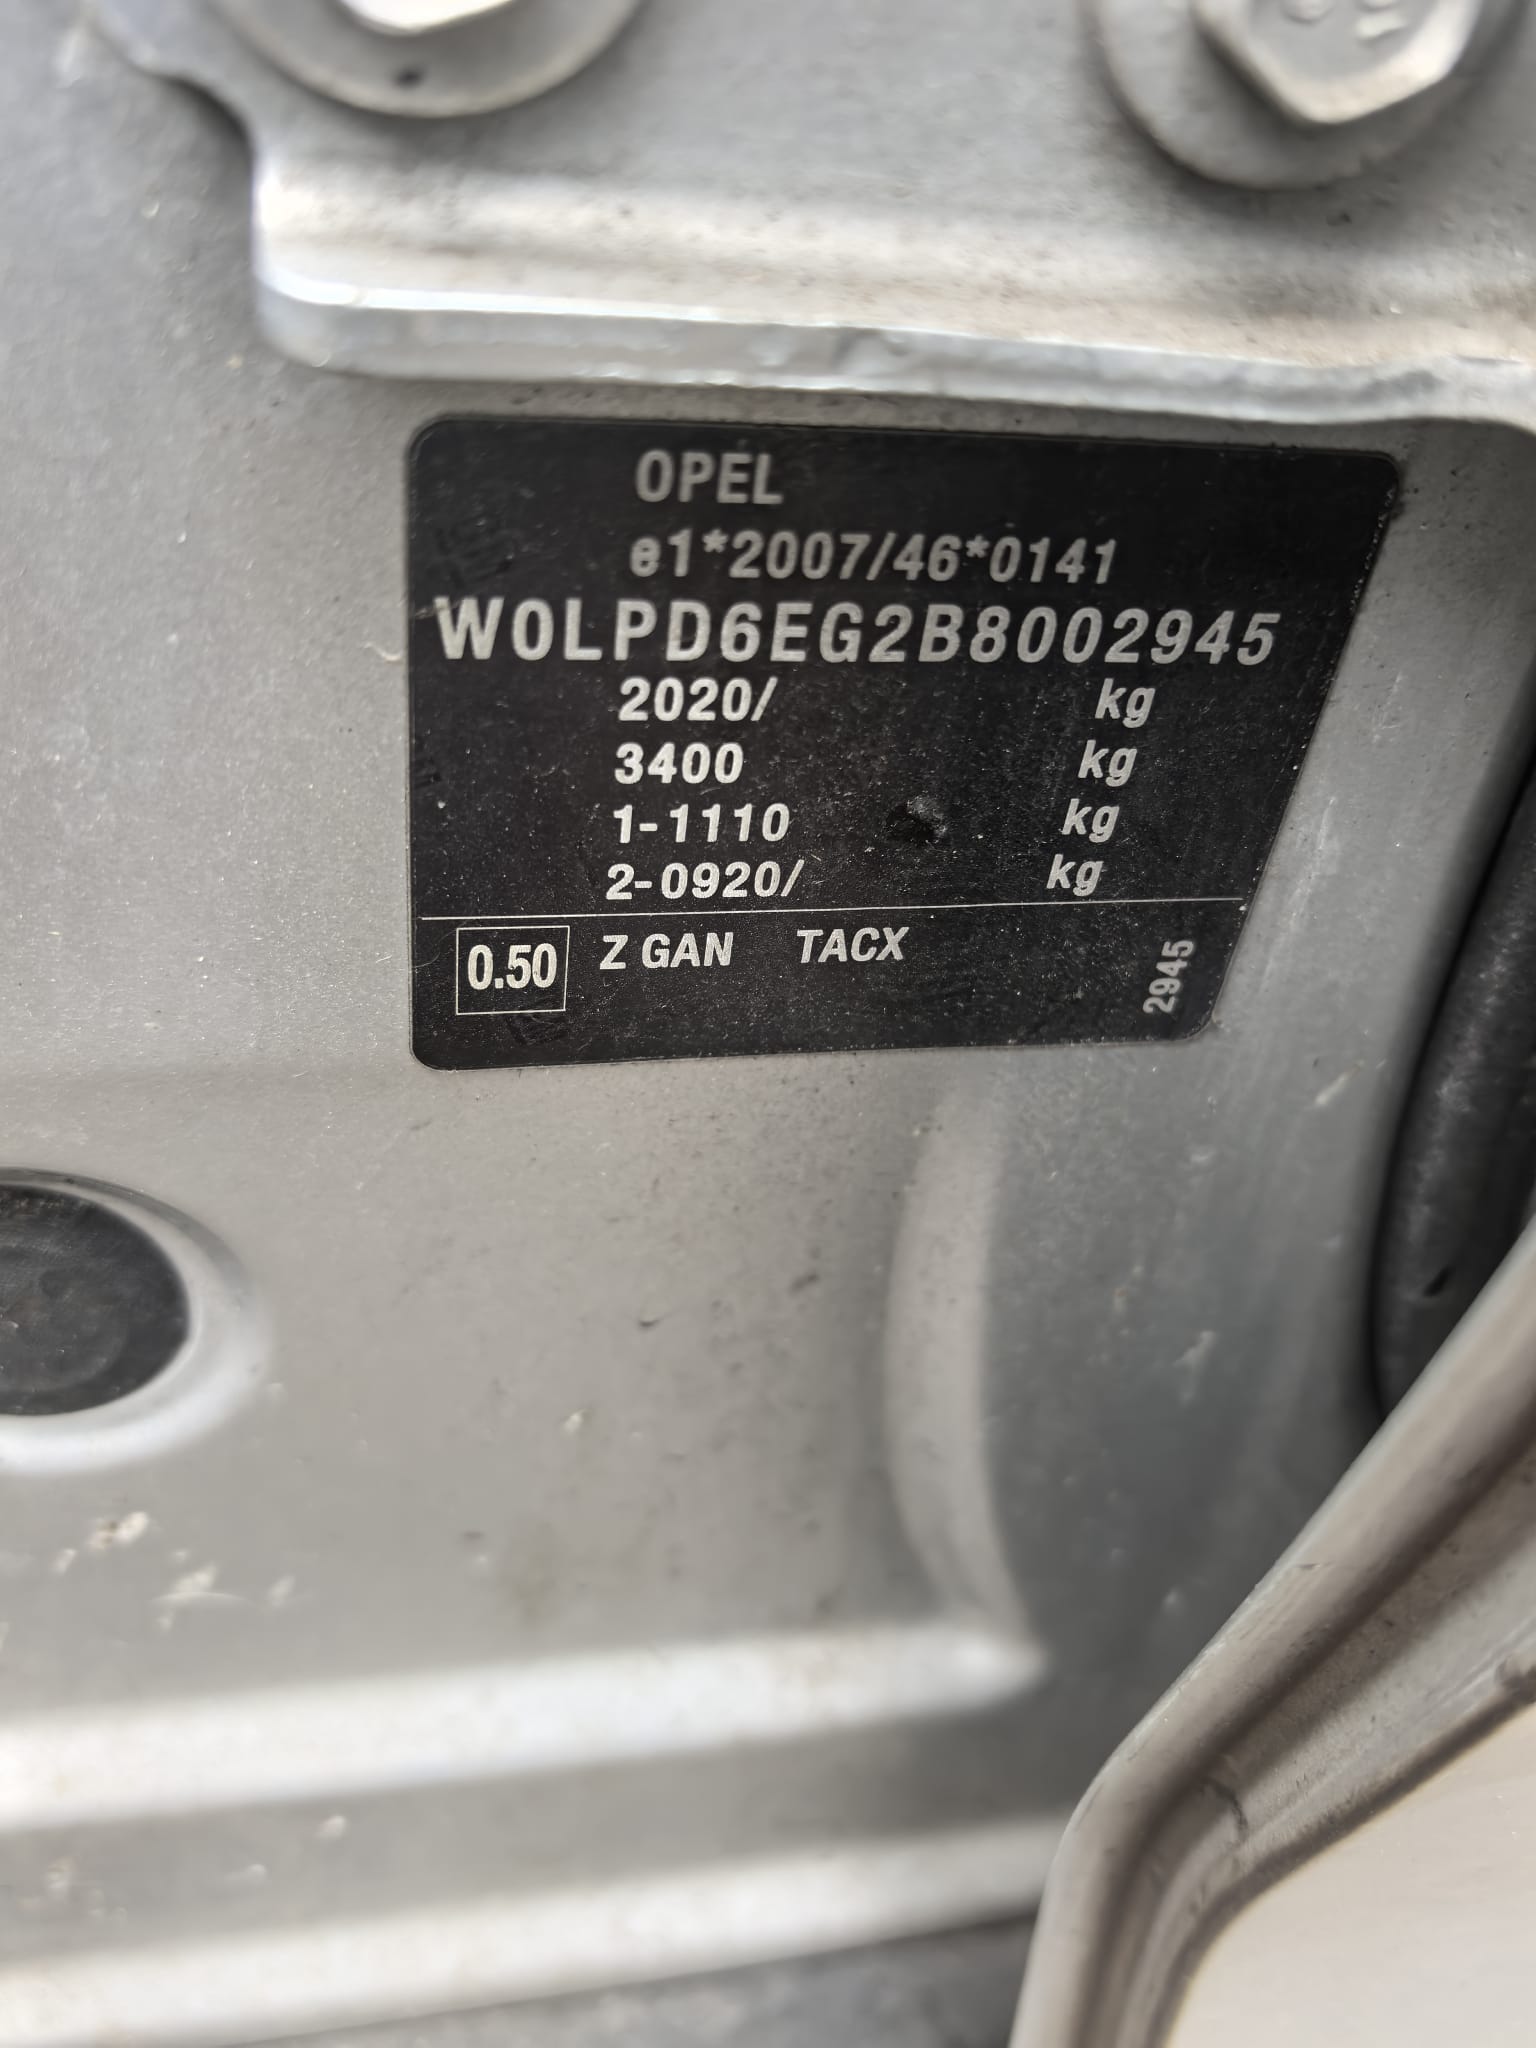 OPEL
e1*2007/46*0141
W0LPD6EG2B8002945
2020/ kg
3400 kg
1-1110 kg
2-0920/ kg
0.50 Z GAN TACX
2945